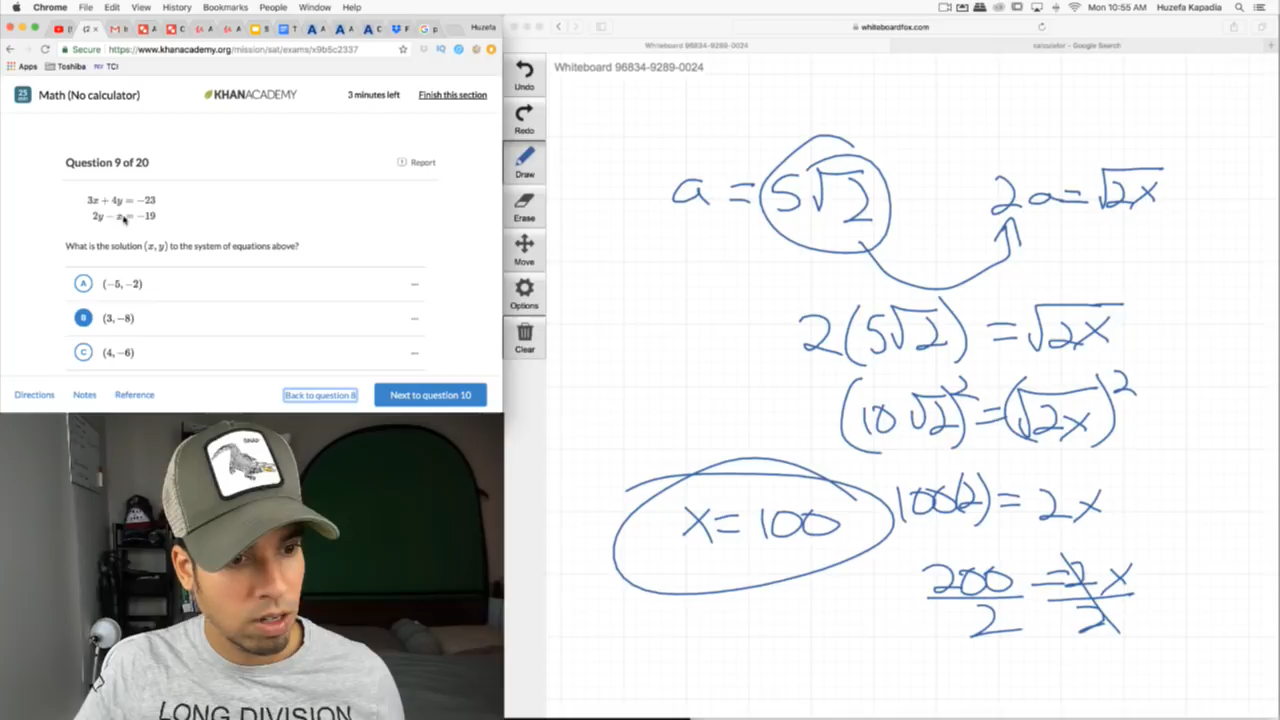 Chrome File Edit View History Bookmarks People Window Help
Mon 10:55 AM Huzefa Kapadia
Huzefa
whiteboardfox.com
Secure https://www.khanacademy.org/mission/sat/exams/x9b5c2337
Whiteboard 96834-9289-0024
calculator - Google Search
Apps Toshiba TCI
Whiteboard 96834-9289-0024
Math (No calculator)
KHANACADEMY
3 minutes left
Finish this section
Question 9 of 20
Report
3x + 4y = −23
2y − x = −19
What is the solution (x, y) to the system of equations above?
A (−5, −2)
B (3, −8)
C (4, −6)
Directions Notes Reference
Back to question 8
Next to question 10
Undo
Redo
Draw
Erase
Move
Options
Clear
a = 5√2
2a = √2x
2(5√2) = √2x
(10√2)² = (√2x)²
100(2) = 2x
x = 100
200 = 2x
2 2
SNAP
LONG DIVISION